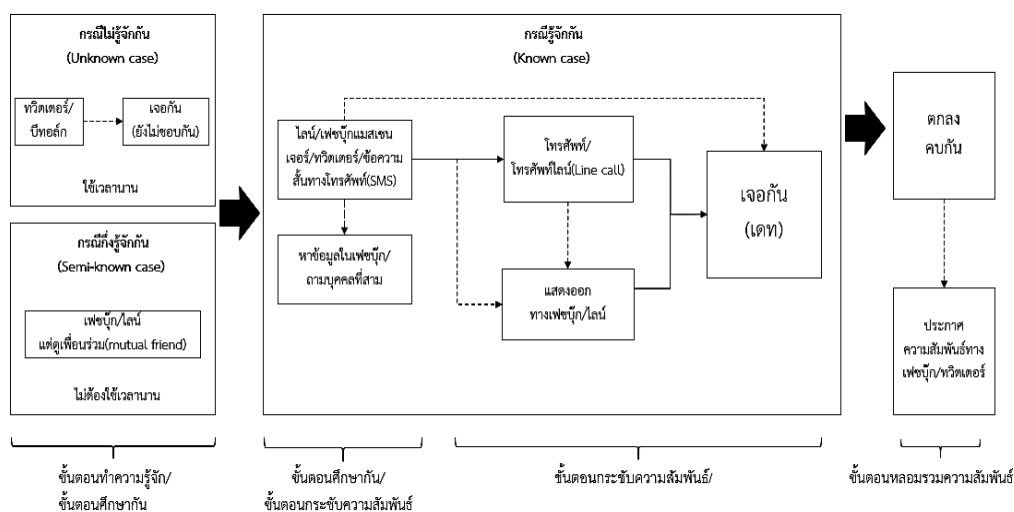 กรณีไม่รู้จักกัน
(Unknown case)
ทวิตเตอร์/
บีทอล์ก
เจอกัน
(ยังไม่ชอบกัน)
ใช้เวลานาน
กรณีกึ่งรู้จักกัน
(Semi-known case)
เฟซบุ๊ก/ไลน์
แต่ดูเพื่อนร่วม(mutual friend)
ไม่ต้องใช้เวลานาน
กรณีรู้จักกัน
(Known case)
ไลน์/เฟซบุ๊กแมสเซน
เจอร์/ทวิตเตอร์/ข้อความ
สั้นทางโทรศัพท์(SMS)
หาข้อมูลในเฟซบุ๊ก/
ถามบุคคลที่สาม
โทรศัพท์/
โทรศัพท์ไลน์(Line call)
แสดงออก
ทางเฟซบุ๊ก/ไลน์
เจอกัน
(เดท)
ตกลง
คบกัน
ประกาศ
ความสัมพันธ์ทาง
เฟซบุ๊ก/ทวิตเตอร์
ขั้นตอนทำความรู้จัก/
ขั้นตอนศึกษากัน
ขั้นตอนศึกษากัน/
ขั้นตอนกระชับความสัมพันธ์
ขั้นตอนกระชับความสัมพันธ์/
ขั้นตอนหลอมรวมความสัมพันธ์